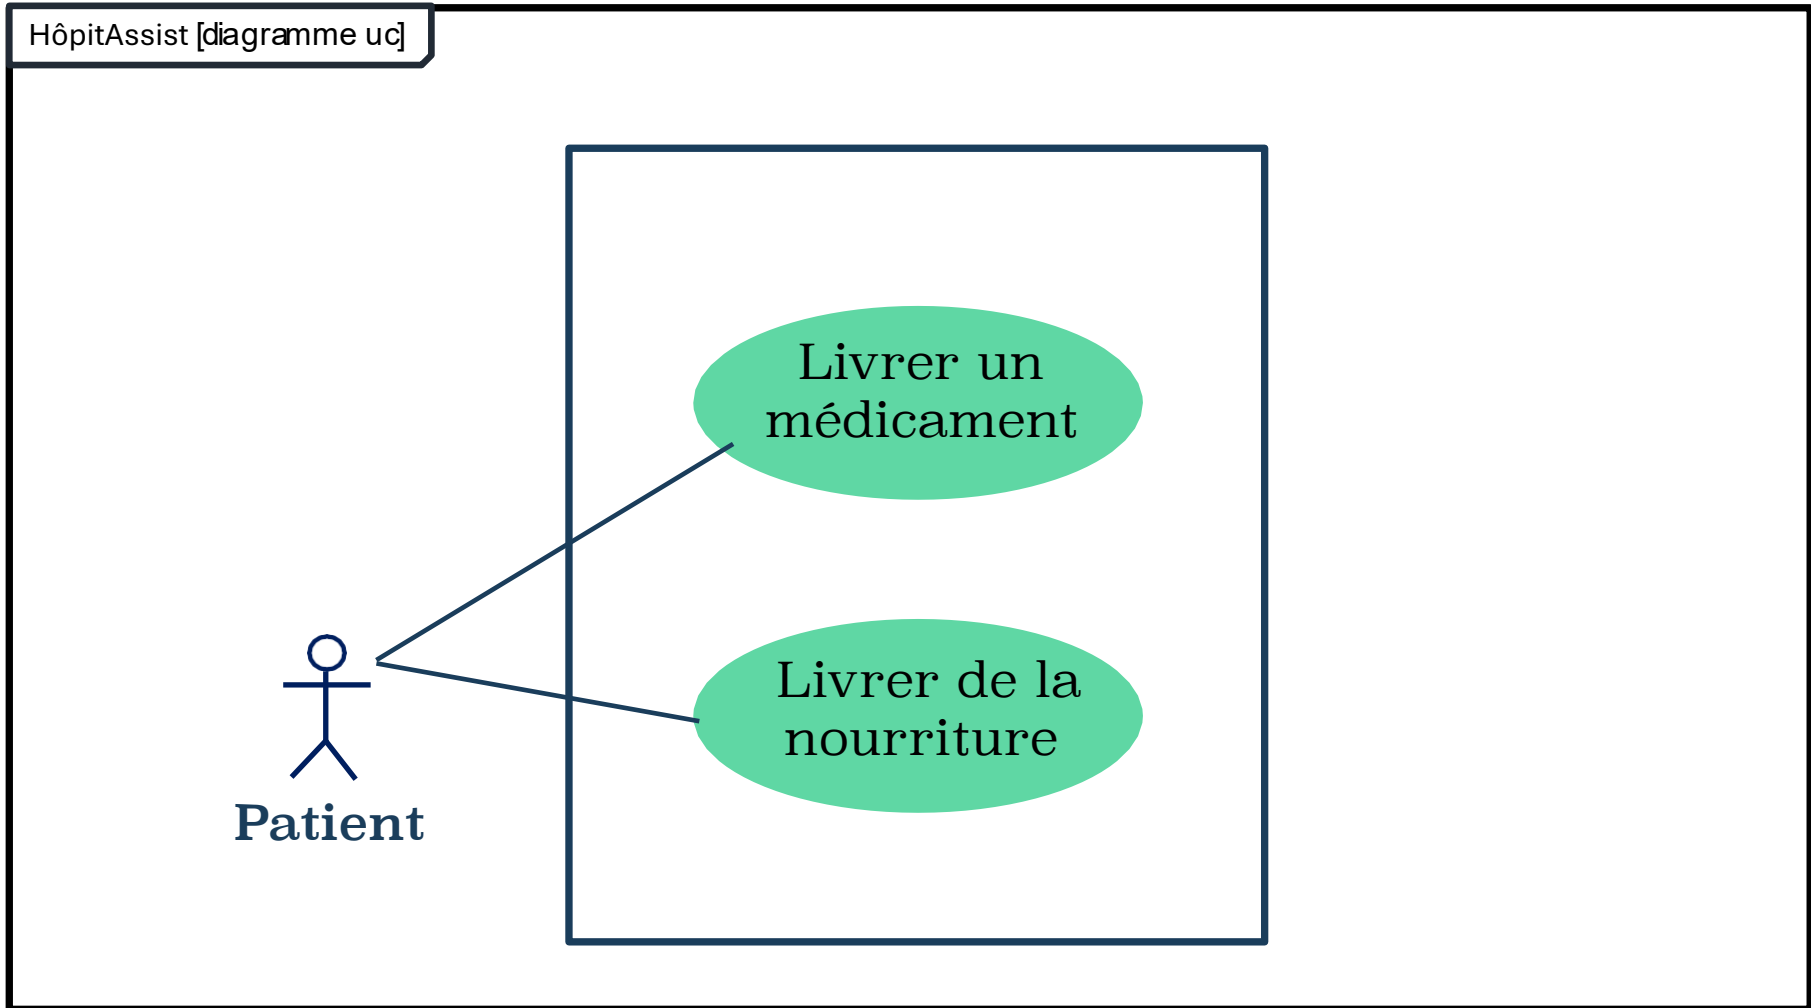 HôpitAssist [diagramme uc]
Livrer un
médicament
Livrer de la
nourriture
Patient